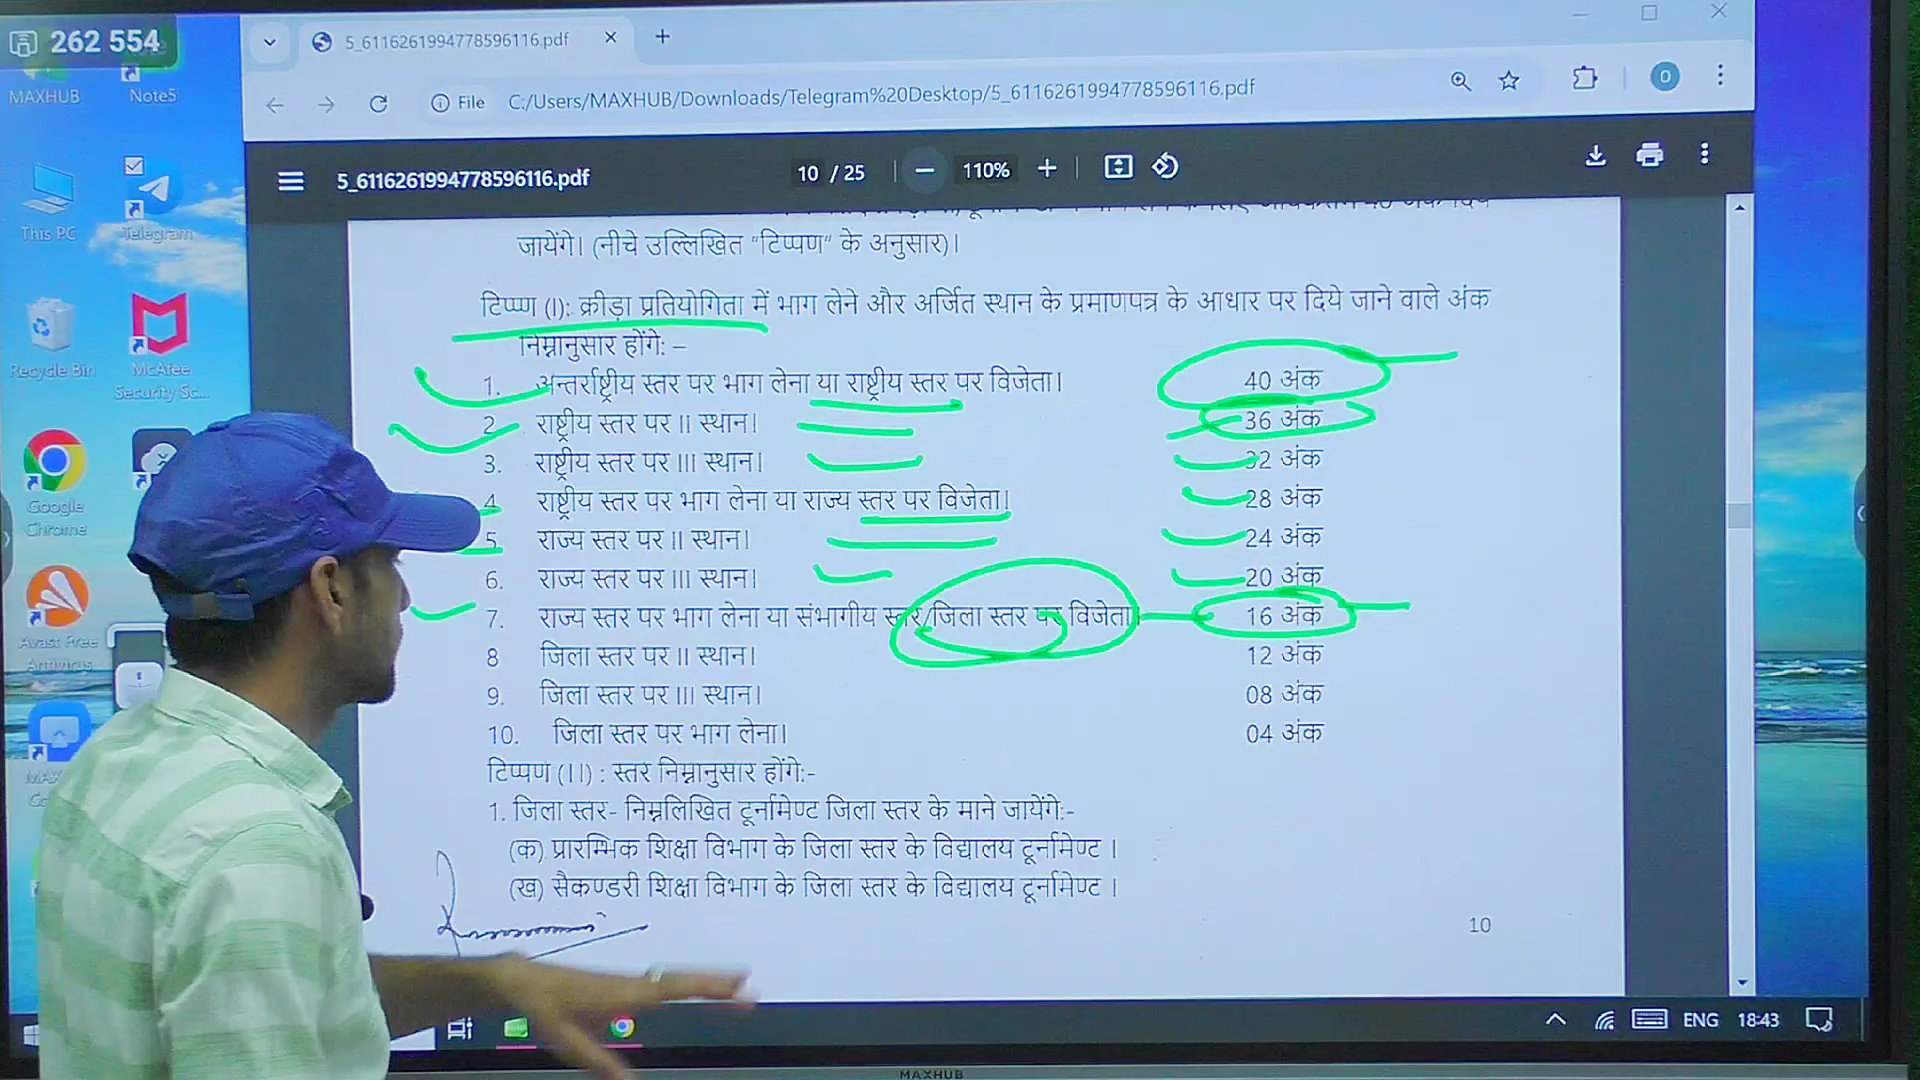 262 554
5_6116261994778596116.pdf
File C:/Users/MAXHUB/Downloads/Telegram%20Desktop/5_6116261994778596116.pdf
O
5_6116261994778596116.pdf
10 / 25
110%
MAXHUB
Note5
This PC
Telegram
Recycle Bin
McAfee Security Sc...
Google Chrome
Avast Free Antivirus
जायेंगे। (नीचे उल्लिखित "टिप्पण" के अनुसार)।
टिप्पण (I): क्रीड़ा प्रतियोगिता में भाग लेने और अर्जित स्थान के प्रमाणपत्र के आधार पर दिये जाने वाले अंक
निम्नानुसार होंगे: –
1. अन्तर्राष्ट्रीय स्तर पर भाग लेना या राष्ट्रीय स्तर पर विजेता। 40 अंक
2. राष्ट्रीय स्तर पर II स्थान। 36 अंक
3. राष्ट्रीय स्तर पर III स्थान। 32 अंक
4. राष्ट्रीय स्तर पर भाग लेना या राज्य स्तर पर विजेता। 28 अंक
5. राज्य स्तर पर II स्थान। 24 अंक
6. राज्य स्तर पर III स्थान। 20 अंक
7. राज्य स्तर पर भाग लेना या संभागीय स्तर/जिला स्तर पर विजेता। 16 अंक
8 जिला स्तर पर II स्थान। 12 अंक
9. जिला स्तर पर III स्थान। 08 अंक
10. जिला स्तर पर भाग लेना। 04 अंक
टिप्पण (II) : स्तर निम्नानुसार होंगे:-
1. जिला स्तर- निम्नलिखित टूर्नामेण्ट जिला स्तर के माने जायेंगे:-
(क) प्रारम्भिक शिक्षा विभाग के जिला स्तर के विद्यालय टूर्नामेण्ट ।
(ख) सैकण्डरी शिक्षा विभाग के जिला स्तर के विद्यालय टूर्नामेण्ट ।
10
ENG 18:43
MAXHUB